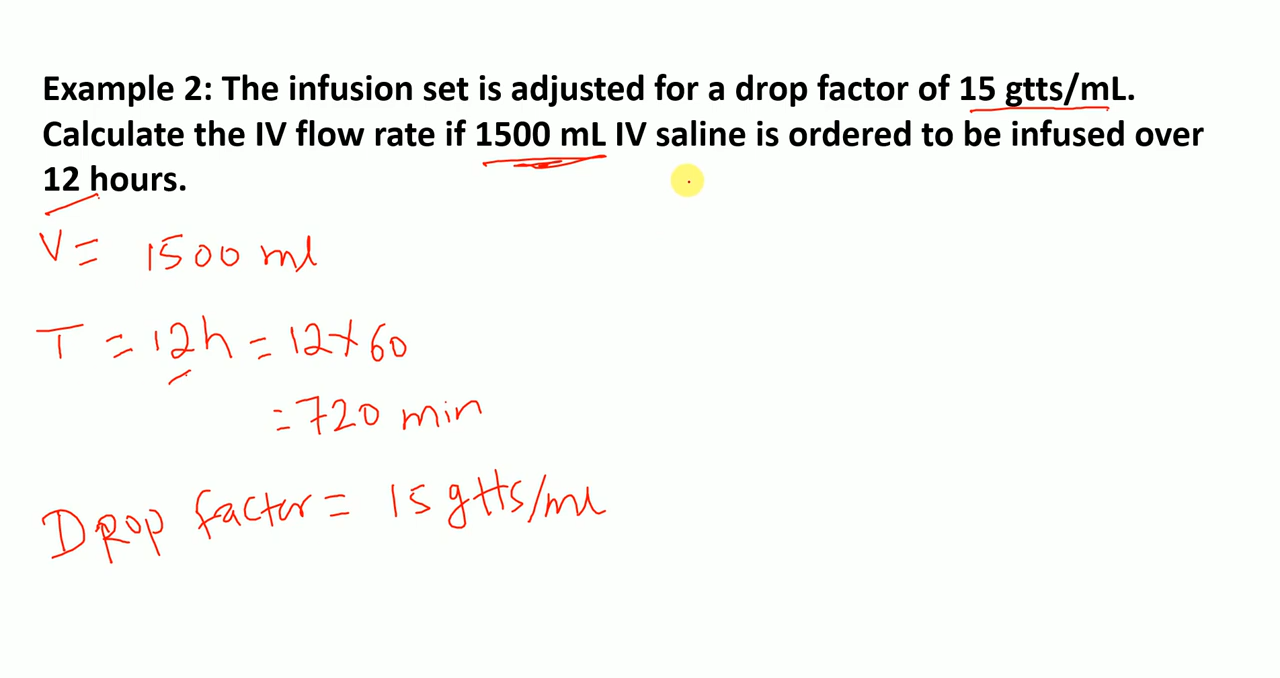 Example 2: The infusion set is adjusted for a drop factor of 15 gtts/mL.
Calculate the IV flow rate if 1500 mL IV saline is ordered to be infused over
12 hours.
V = 1500 ml
T = 12h = 12 × 60
= 720 min
Drop factor = 15 gtts/ml